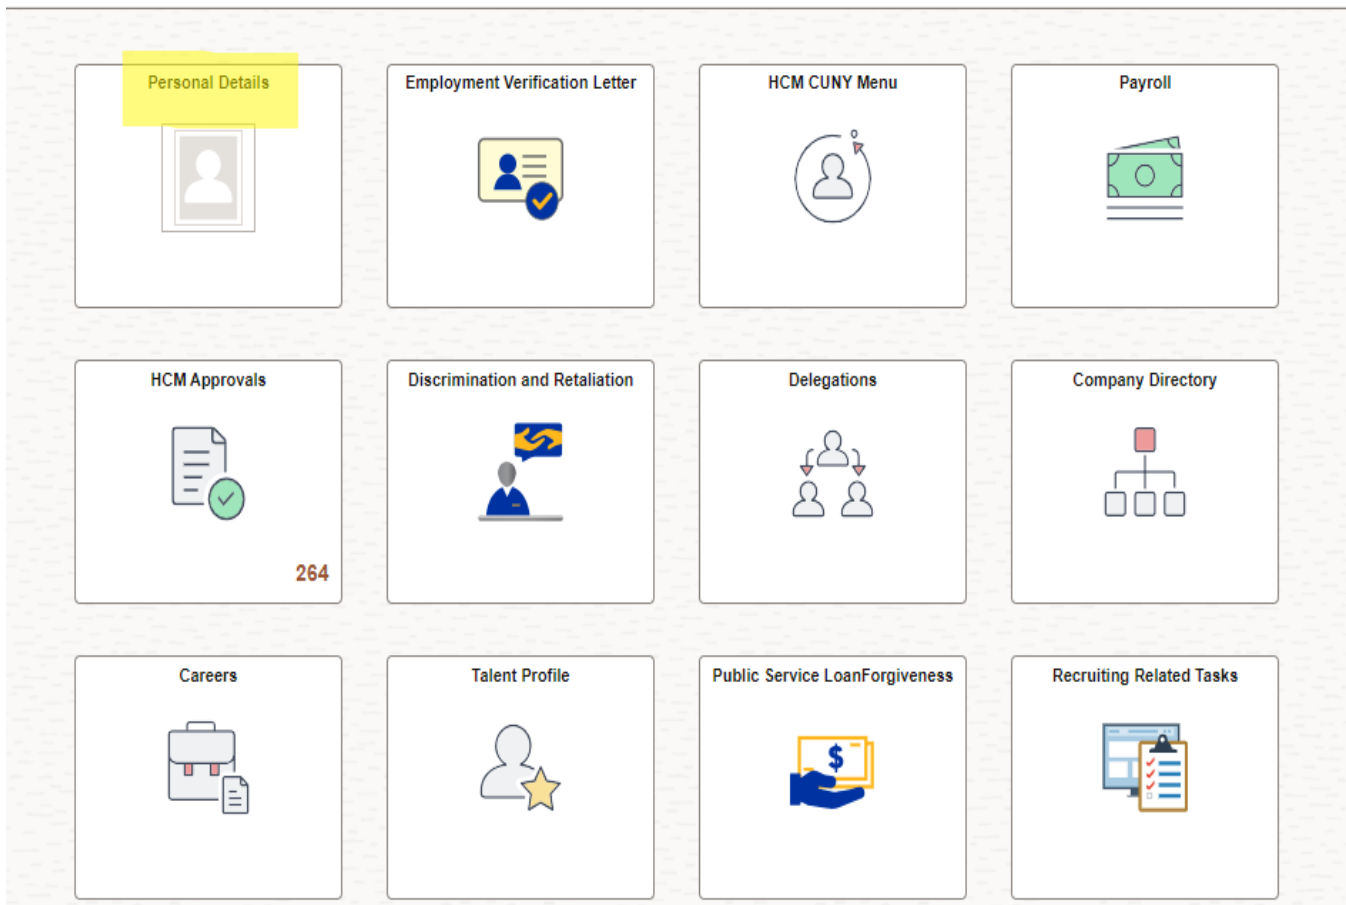 Personal Details
Employment Verification Letter
HCM CUNY Menu
Payroll
HCM Approvals
264
Discrimination and Retaliation
Delegations
Company Directory
Careers
Talent Profile
Public Service LoanForgiveness
$
Recruiting Related Tasks